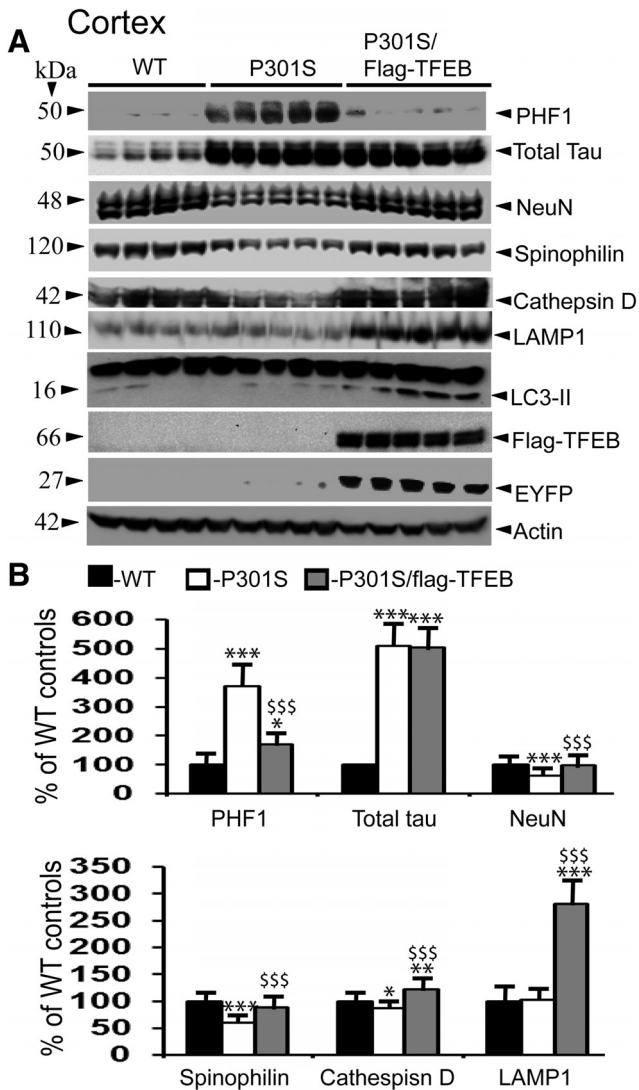 Cortex
A
kDa
WT
P301S
P301S/
Flag-TFEB
50 PHF1
50 Total Tau
48 NeuN
120 Spinophilin
42 Cathepsin D
110 LAMP1
16 LC3-II
66 Flag-TFEB
27 EYFP
42 Actin
B
-WT -P301S -P301S/flag-TFEB
% of WT controls
600
500
400
300
200
100
0
***
$$$
*
*** ***
***
$$$
PHF1 Total tau NeuN
% of WT controls
350
300
250
200
150
100
50
0
***
$$$
*
$$$
**
$$$
***
Spinophilin Cathespisn D LAMP1